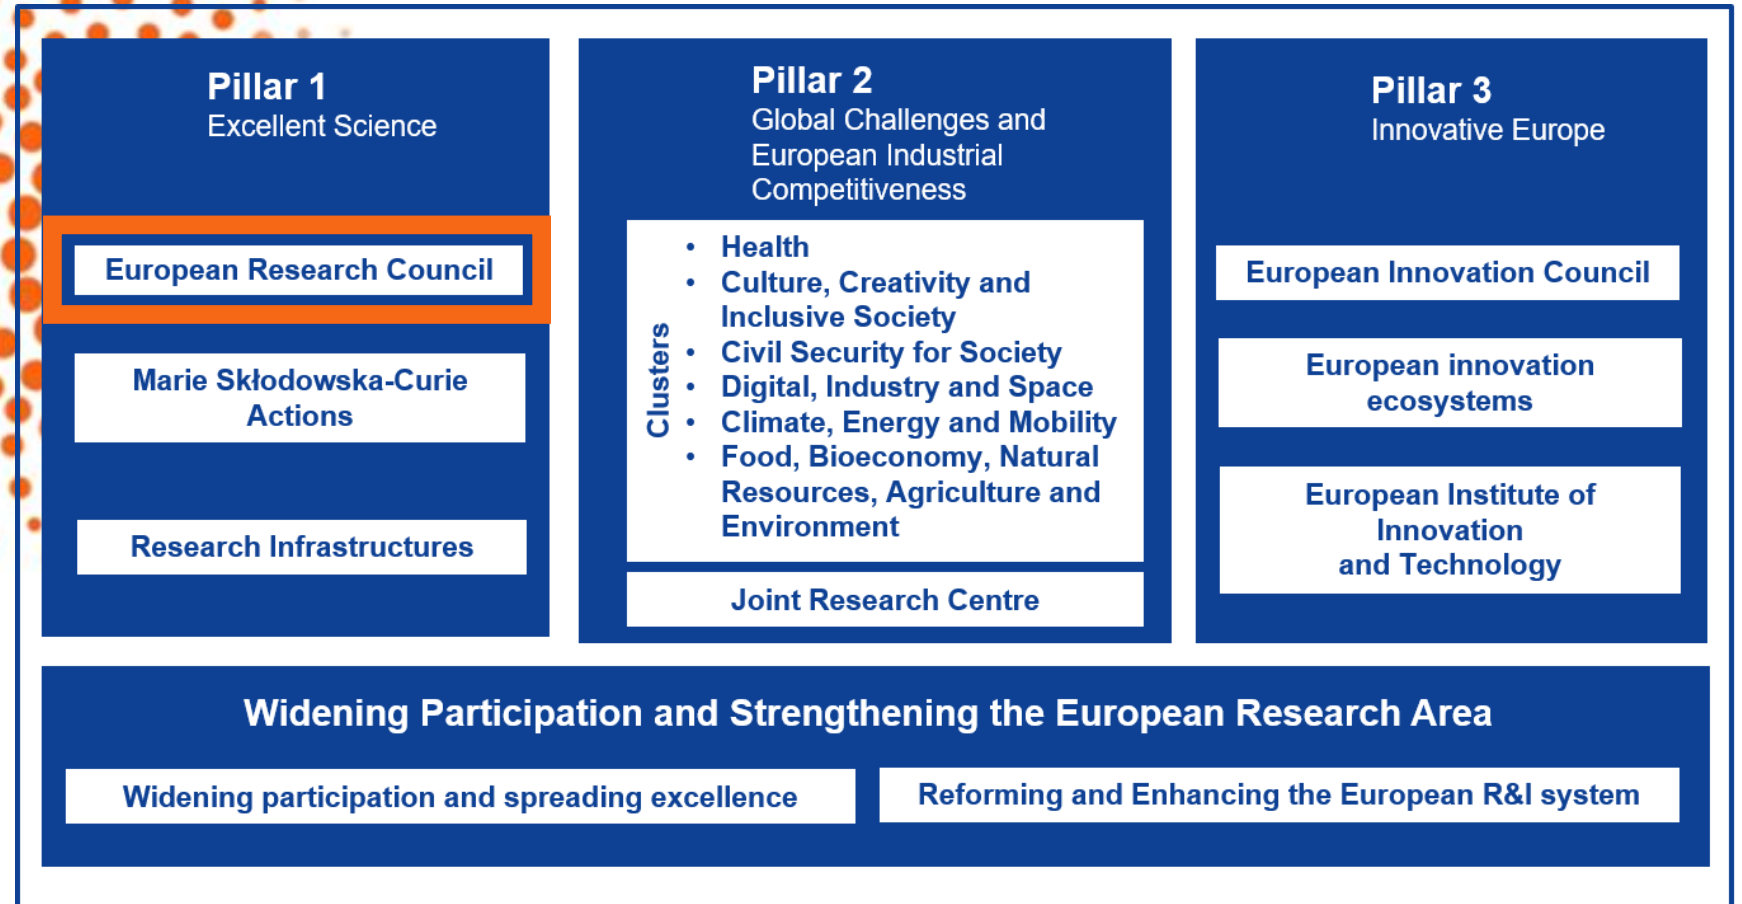 Pillar 1
Excellent Science
European Research Council
Marie Skłodowska-Curie
Actions
Research Infrastructures
Pillar 2
Global Challenges and
European Industrial
Competitiveness
Clusters
• Health
• Culture, Creativity and
Inclusive Society
• Civil Security for Society
• Digital, Industry and Space
• Climate, Energy and Mobility
• Food, Bioeconomy, Natural
Resources, Agriculture and
Environment
Joint Research Centre
Pillar 3
Innovative Europe
European Innovation Council
European innovation
ecosystems
European Institute of
Innovation
and Technology
Widening Participation and Strengthening the European Research Area
Widening participation and spreading excellence
Reforming and Enhancing the European R&I system